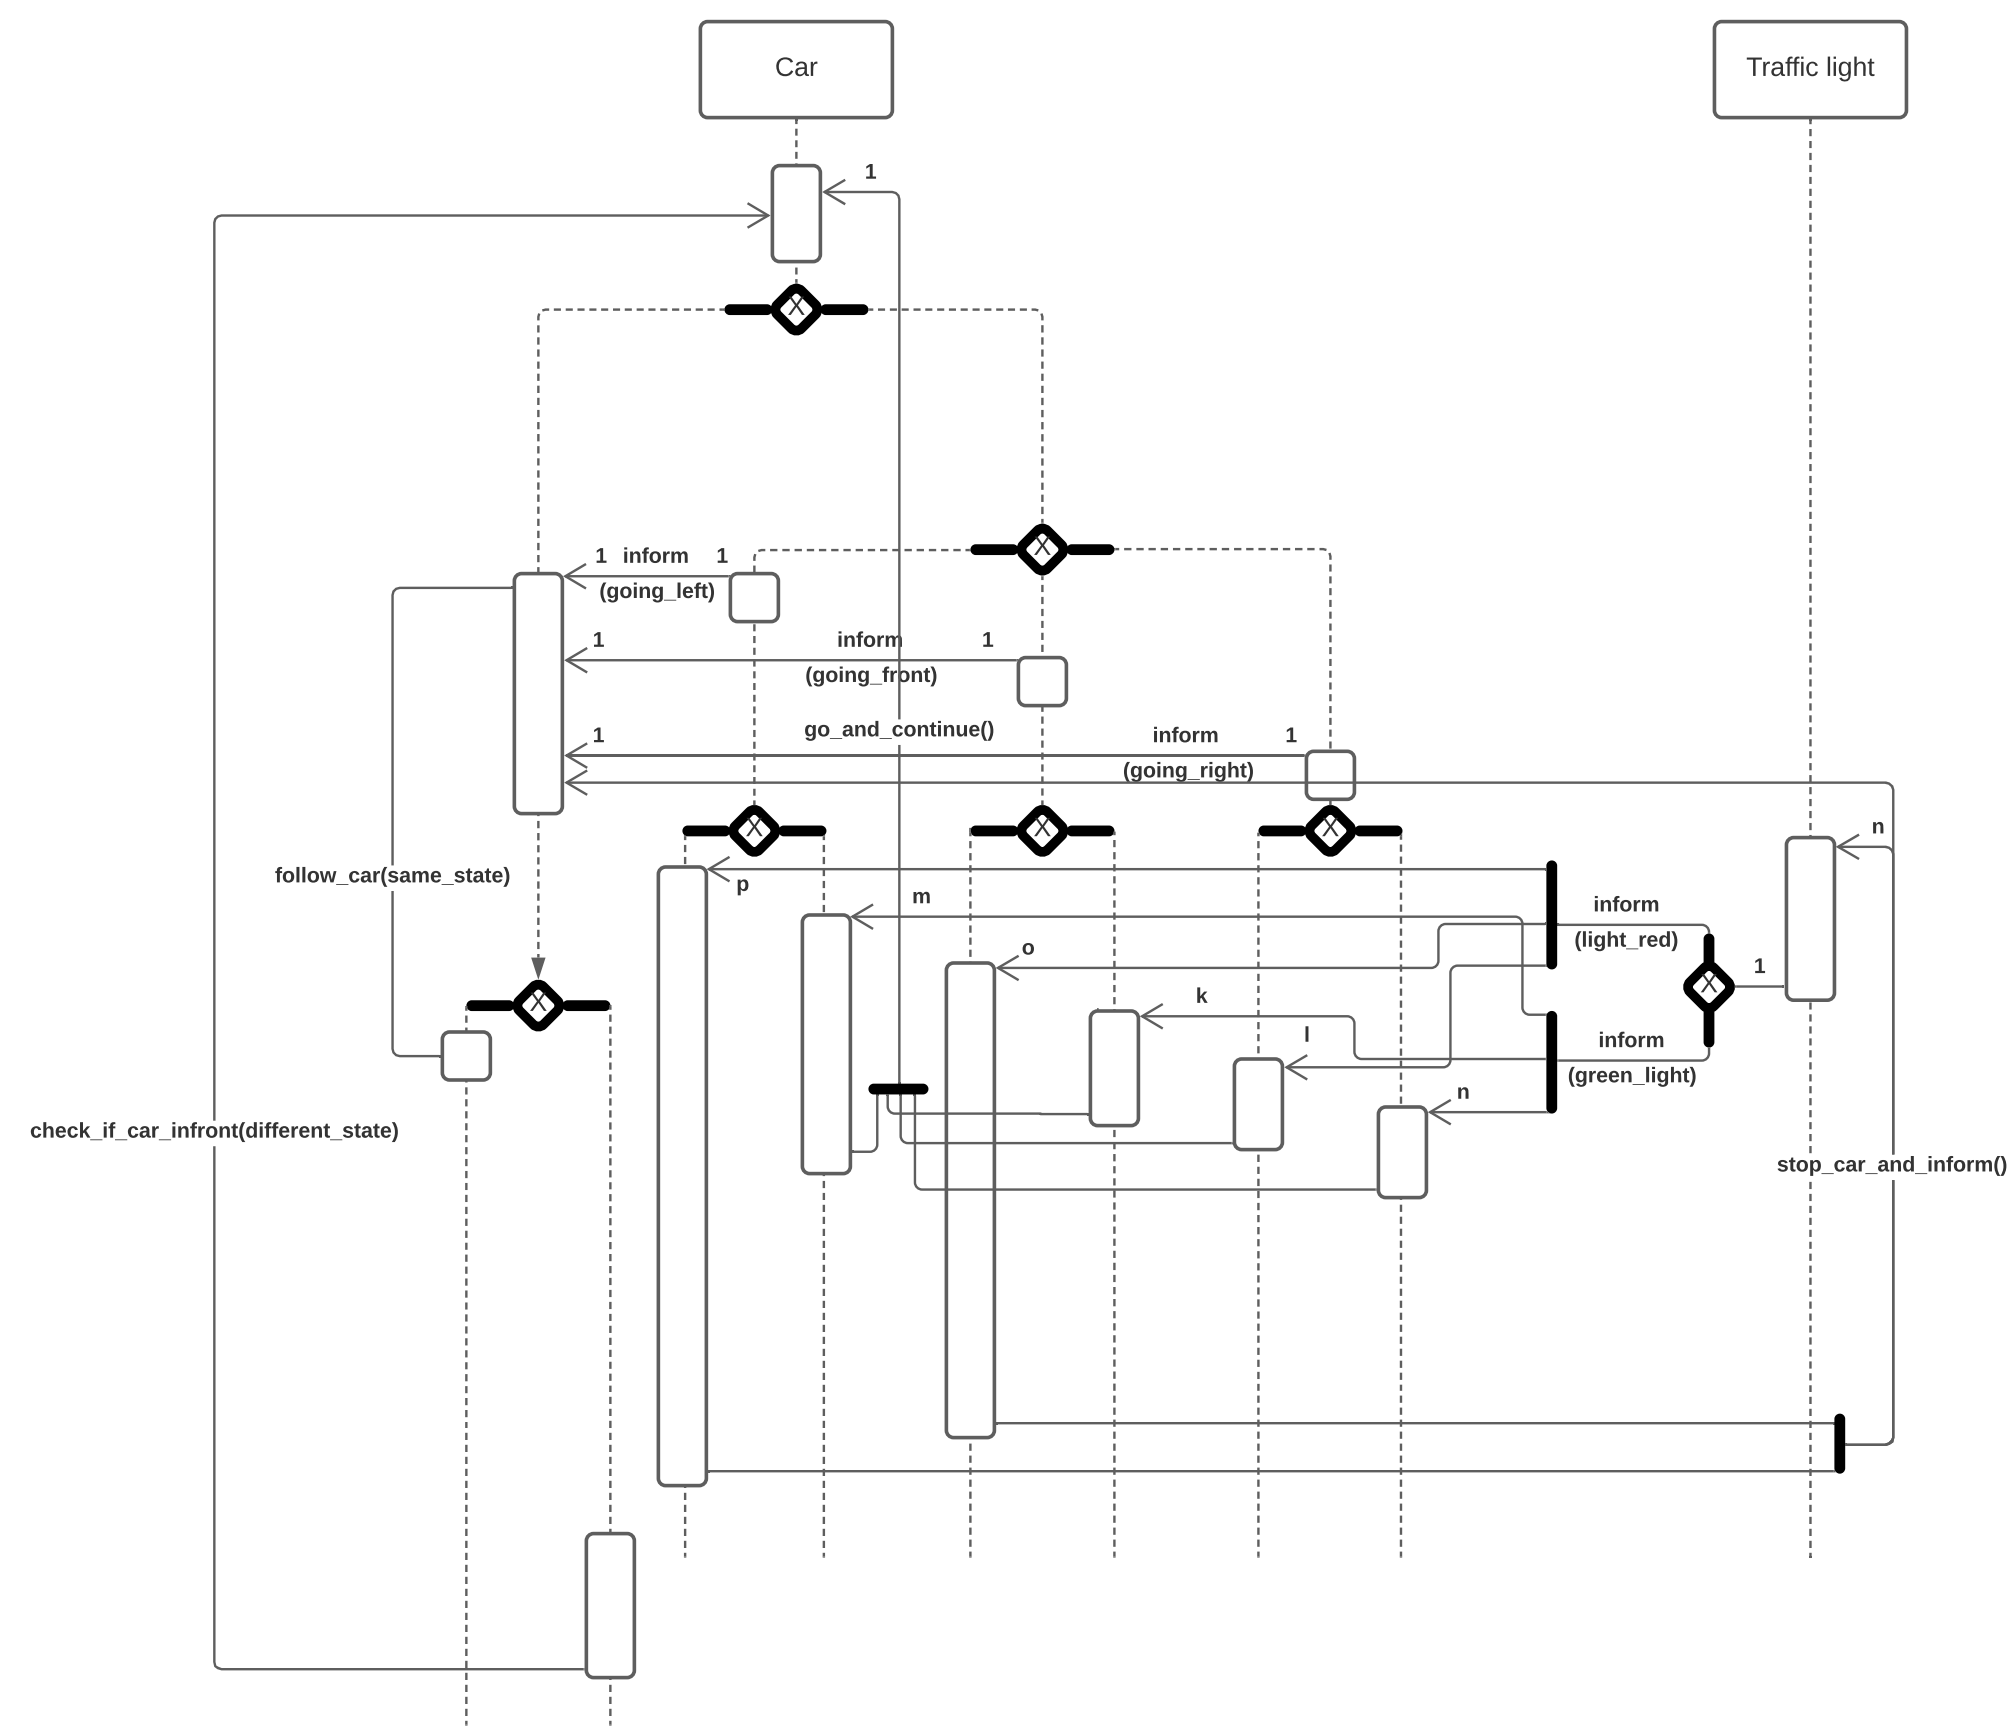 Car
Traffic light
1
X
X
1 inform 1
(going_left)
1 inform 1
(going_front)
go_and_continue()
1 inform 1
(going_right)
X
X
X
n
follow_car(same_state)
p
m
inform
(light_red)
o
1
X
X
k
l
inform
(green_light)
n
check_if_car_infront(different_state)
stop_car_and_inform()